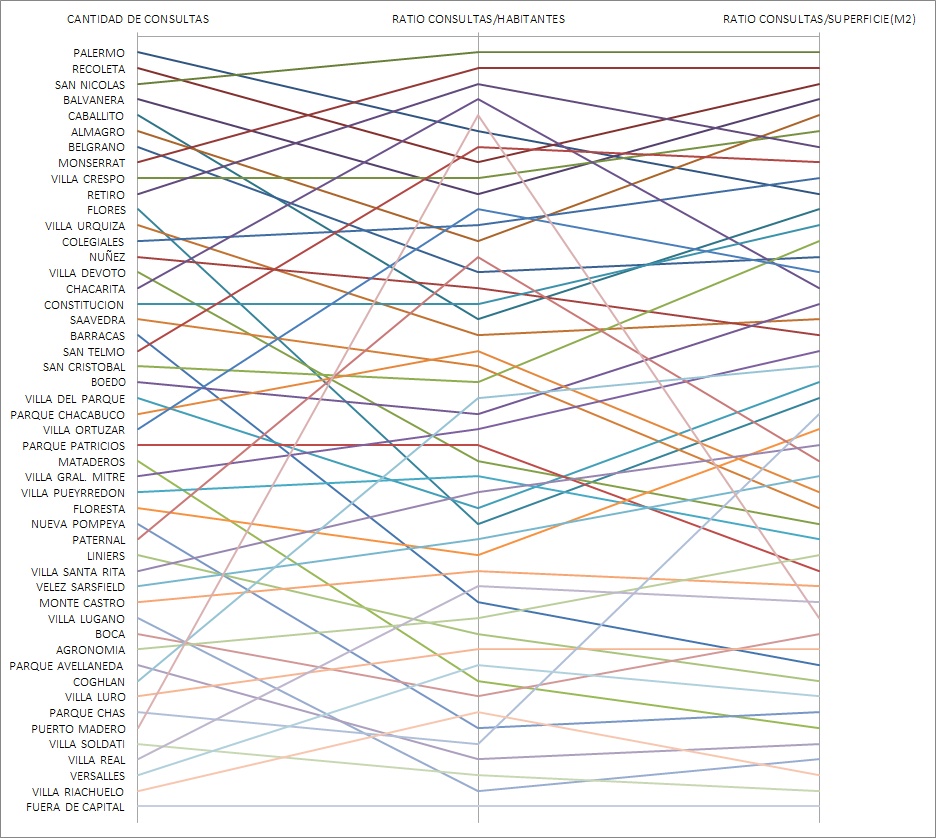 CANTIDAD DE CONSULTAS RATIO CONSULTAS/HABITANTES RATIO CONSULTAS/SUPERFICIE(M2)
PALERMO
RECOLETA
SAN NICOLAS
BALVANERA
CABALLITO
ALMAGRO
BELGRANO
MONSERRAT
VILLA CRESPO
RETIRO
FLORES
VILLA URQUIZA
COLEGIALES
NUÑEZ
VILLA DEVOTO
CHACARITA
CONSTITUCION
SAAVEDRA
BARRACAS
SAN TELMO
SAN CRISTOBAL
BOEDO
VILLA DEL PARQUE
PARQUE CHACABUCO
VILLA ORTUZAR
PARQUE PATRICIOS
MATADEROS
VILLA GRAL. MITRE
VILLA PUEYRREDON
FLORESTA
NUEVA POMPEYA
PATERNAL
LINIERS
VILLA SANTA RITA
VELEZ SARSFIELD
MONTE CASTRO
VILLA LUGANO
BOCA
AGRONOMIA
PARQUE AVELLANEDA
COGHLAN
VILLA LURO
PARQUE CHAS
PUERTO MADERO
VILLA SOLDATI
VILLA REAL
VERSALLES
VILLA RIACHUELO
FUERA DE CAPITAL